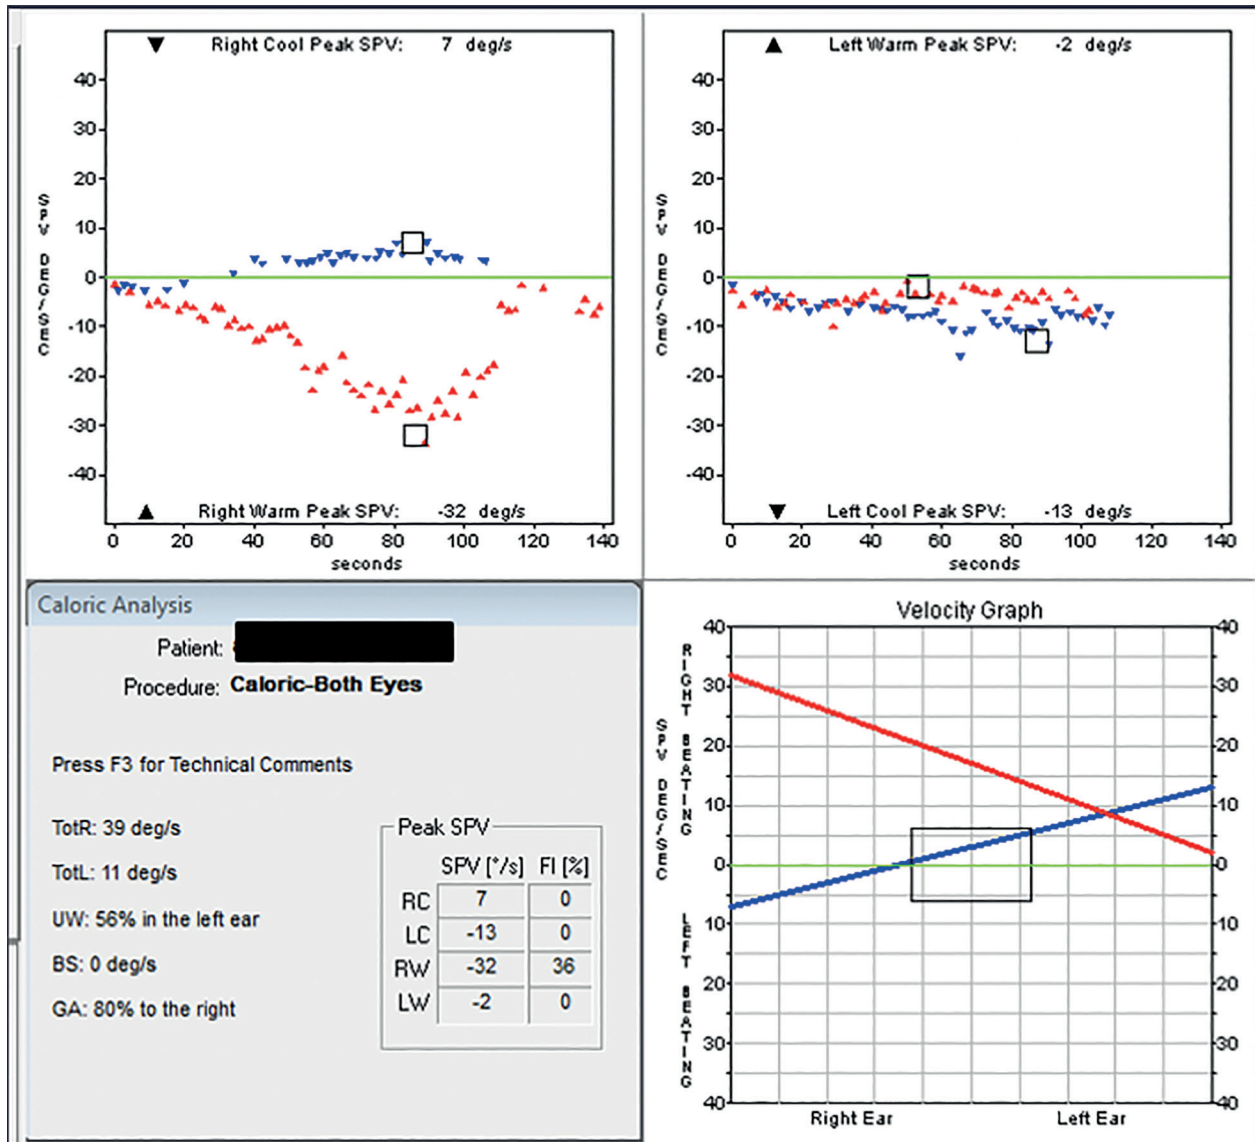 Right Cool Peak SPV: 7 deg/s
40
30
20
10
0
-10
-20
-30
-40
SPV DEG/SEC
Right Warm Peak SPV: -32 deg/s
0 20 40 60 80 100 120 140
seconds
Left Warm Peak SPV: -2 deg/s
40
30
20
10
0
-10
-20
-30
-40
SPV DEG/SEC
Left Cool Peak SPV: -13 deg/s
0 20 40 60 80 100 120 140
seconds
Caloric Analysis
Patient:
Procedure: Caloric-Both Eyes
Press F3 for Technical Comments
TotR: 39 deg/s
TotL: 11 deg/s
UW: 56% in the left ear
BS: 0 deg/s
GA: 80% to the right
Peak SPV
SPV [°/s] FI [%]
RC 7 0
LC -13 0
RW -32 36
LW -2 0
Velocity Graph
40 40
30 30
20 20
10 10
0 0
10 10
20 20
30 30
40 40
RIGHT BEATING
SPV DEG/SEC
LEFT BEATING
Right Ear Left Ear